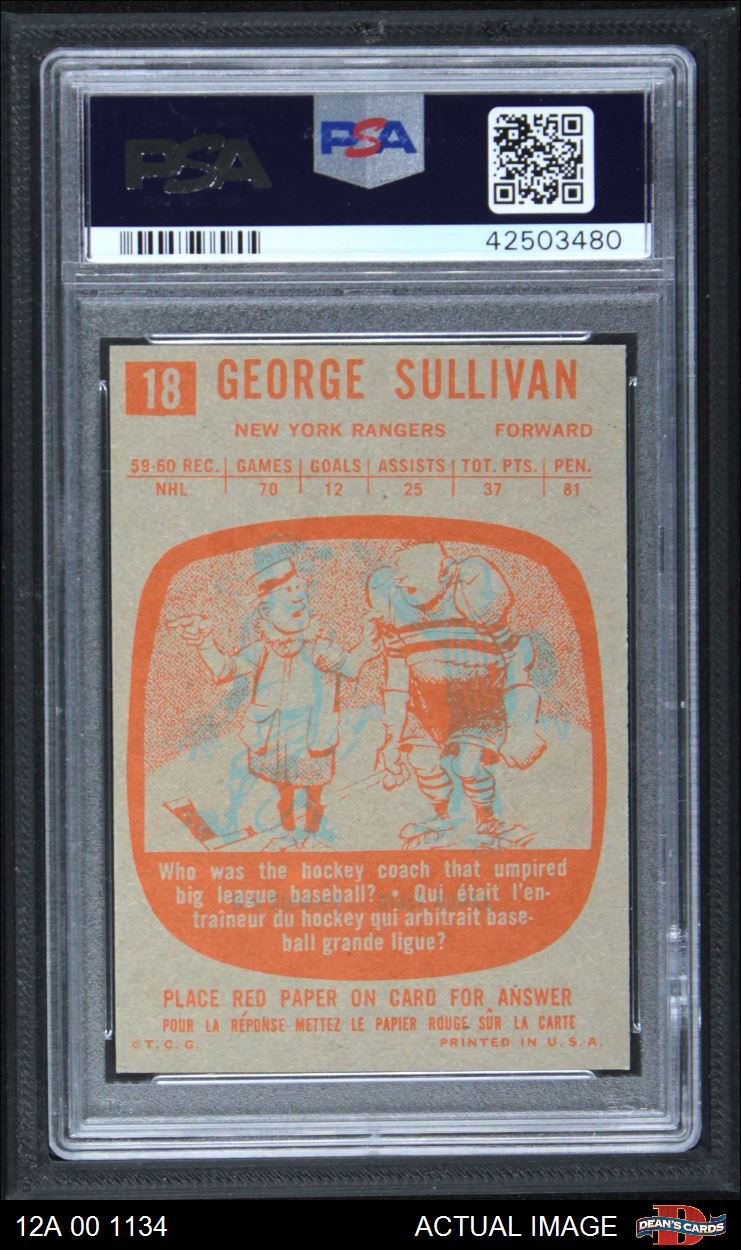 PSA
PSA
42503480
18 GEORGE SULLIVAN
NEW YORK RANGERS FORWARD
59-60 REC. GAMES GOALS ASSISTS TOT. PTS. PEN.
NHL 70 12 25 37 81
Who was the hockey coach that umpired
big league baseball? • Qui était l'en-
traîneur du hockey qui arbitrait base-
ball grande ligue?
PLACE RED PAPER ON CARD FOR ANSWER
POUR LA RÉPONSE METTEZ LE PAPIER ROUGE SÛR LA CARTE
© T. C. G. PRINTED IN U. S. A.
12A 00 1134 ACTUAL IMAGE DEAN'S CARDS